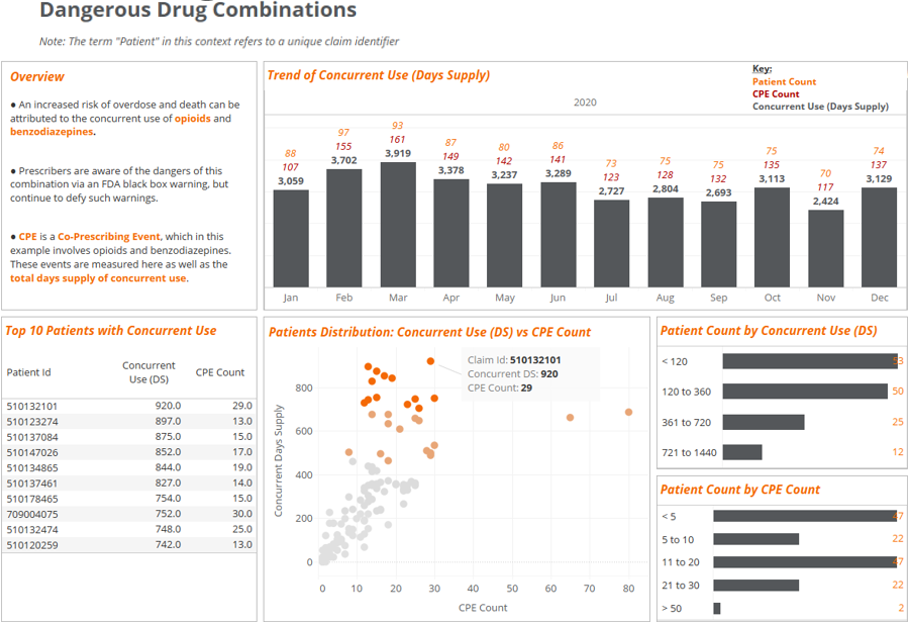 Dangerous Drug Combinations
Note: The term "Patient" in this context refers to a unique claim identifier
Overview
● An increased risk of overdose and death can be
attributed to the concurrent use of opioids and
benzodiazepines.
● Prescribers are aware of the dangers of this
combination via an FDA black box warning, but
continue to defy such warnings.
● CPE is a Co-Prescribing Event, which in this
example involves opioids and benzodiazepines.
These events are measured here as well as the
total days supply of concurrent use.
Trend of Concurrent Use (Days Supply)
Key:
Patient Count
CPE Count
Concurrent Use (Days Supply)
2020
88 97 93 87 80 86 73 75 75 75 70 74
107 155 161 149 142 141 123 128 132 135 117 137
3,059 3,702 3,919 3,378 3,237 3,289 2,727 2,804 2,693 3,113 2,424 3,129
Jan Feb Mar Apr May Jun Jul Aug Sep Oct Nov Dec
Top 10 Patients with Concurrent Use
Patient Id Concurrent Use (DS) CPE Count
510132101 920.0 29.0
510123274 897.0 13.0
510137084 875.0 15.0
510147026 852.0 17.0
510134865 844.0 19.0
510137461 827.0 14.0
510178465 754.0 15.0
709004075 752.0 30.0
510132474 748.0 25.0
510120259 742.0 13.0
Patients Distribution: Concurrent Use (DS) vs CPE Count
Claim Id: 510132101
Concurrent DS: 920
CPE Count: 29
Concurrent Days Supply
800
600
400
200
0
0 10 20 30 40 50 60 70 80
CPE Count
Patient Count by Concurrent Use (DS)
< 120 53
120 to 360 50
361 to 720 25
721 to 1440 12
Patient Count by CPE Count
< 5 47
5 to 10 22
11 to 20 47
21 to 30 22
> 50 2